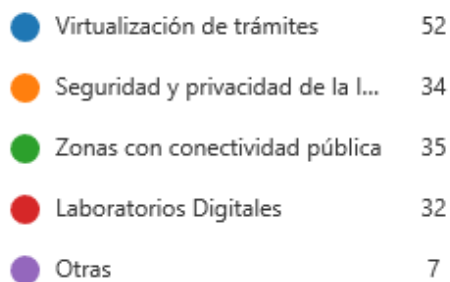 Virtualización de trámites 52
Seguridad y privacidad de la I... 34
Zonas con conectividad pública 35
Laboratorios Digitales 32
Otras 7